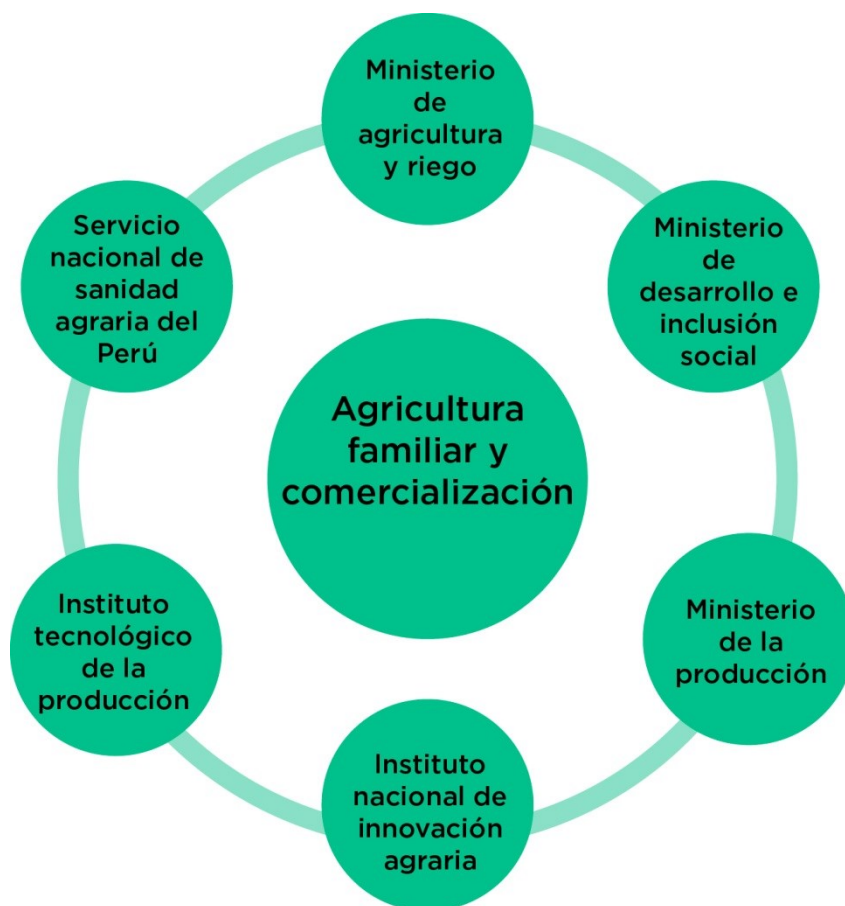 Ministerio
de
agricultura
y riego
Servicio
nacional de
sanidad
agraria del
Perú
Ministerio
de
desarrollo e
inclusión
social
Agricultura
familiar y
comercialización
Instituto
tecnológico
de la
producción
Ministerio
de la
producción
Instituto
nacional de
innovación
agraria